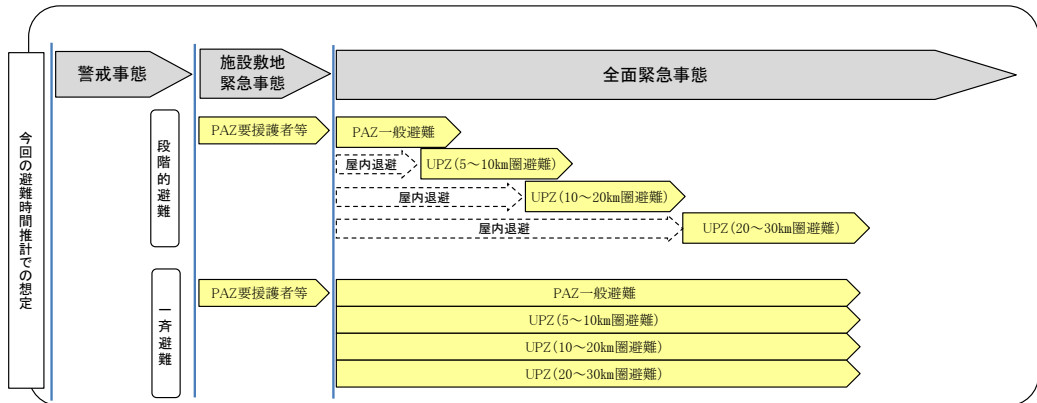 今回の避難時間推計での想定
警戒事態
施設敷地
緊急事態
全面緊急事態
段階的避難
PAZ要援護者等
PAZ一般避難
屋内退避
UPZ(5～10㎞圏避難)
屋内退避
UPZ(10～20㎞圏避難)
屋内退避
UPZ(20～30㎞圏避難)
一斉避難
PAZ要援護者等
PAZ一般避難
UPZ(5～10㎞圏避難)
UPZ(10～20㎞圏避難)
UPZ(20～30㎞圏避難)